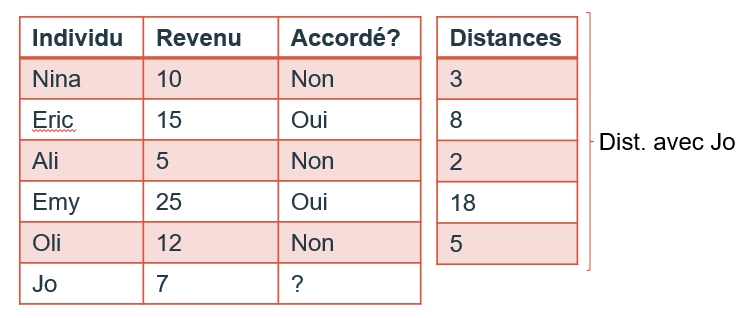 Individu Revenu Accordé? Distances
Nina 10 Non 3
Eric 15 Oui 8
Ali 5 Non 2
Dist. avec Jo
Emy 25 Oui 18
Oli 12 Non 5
Jo 7 ?